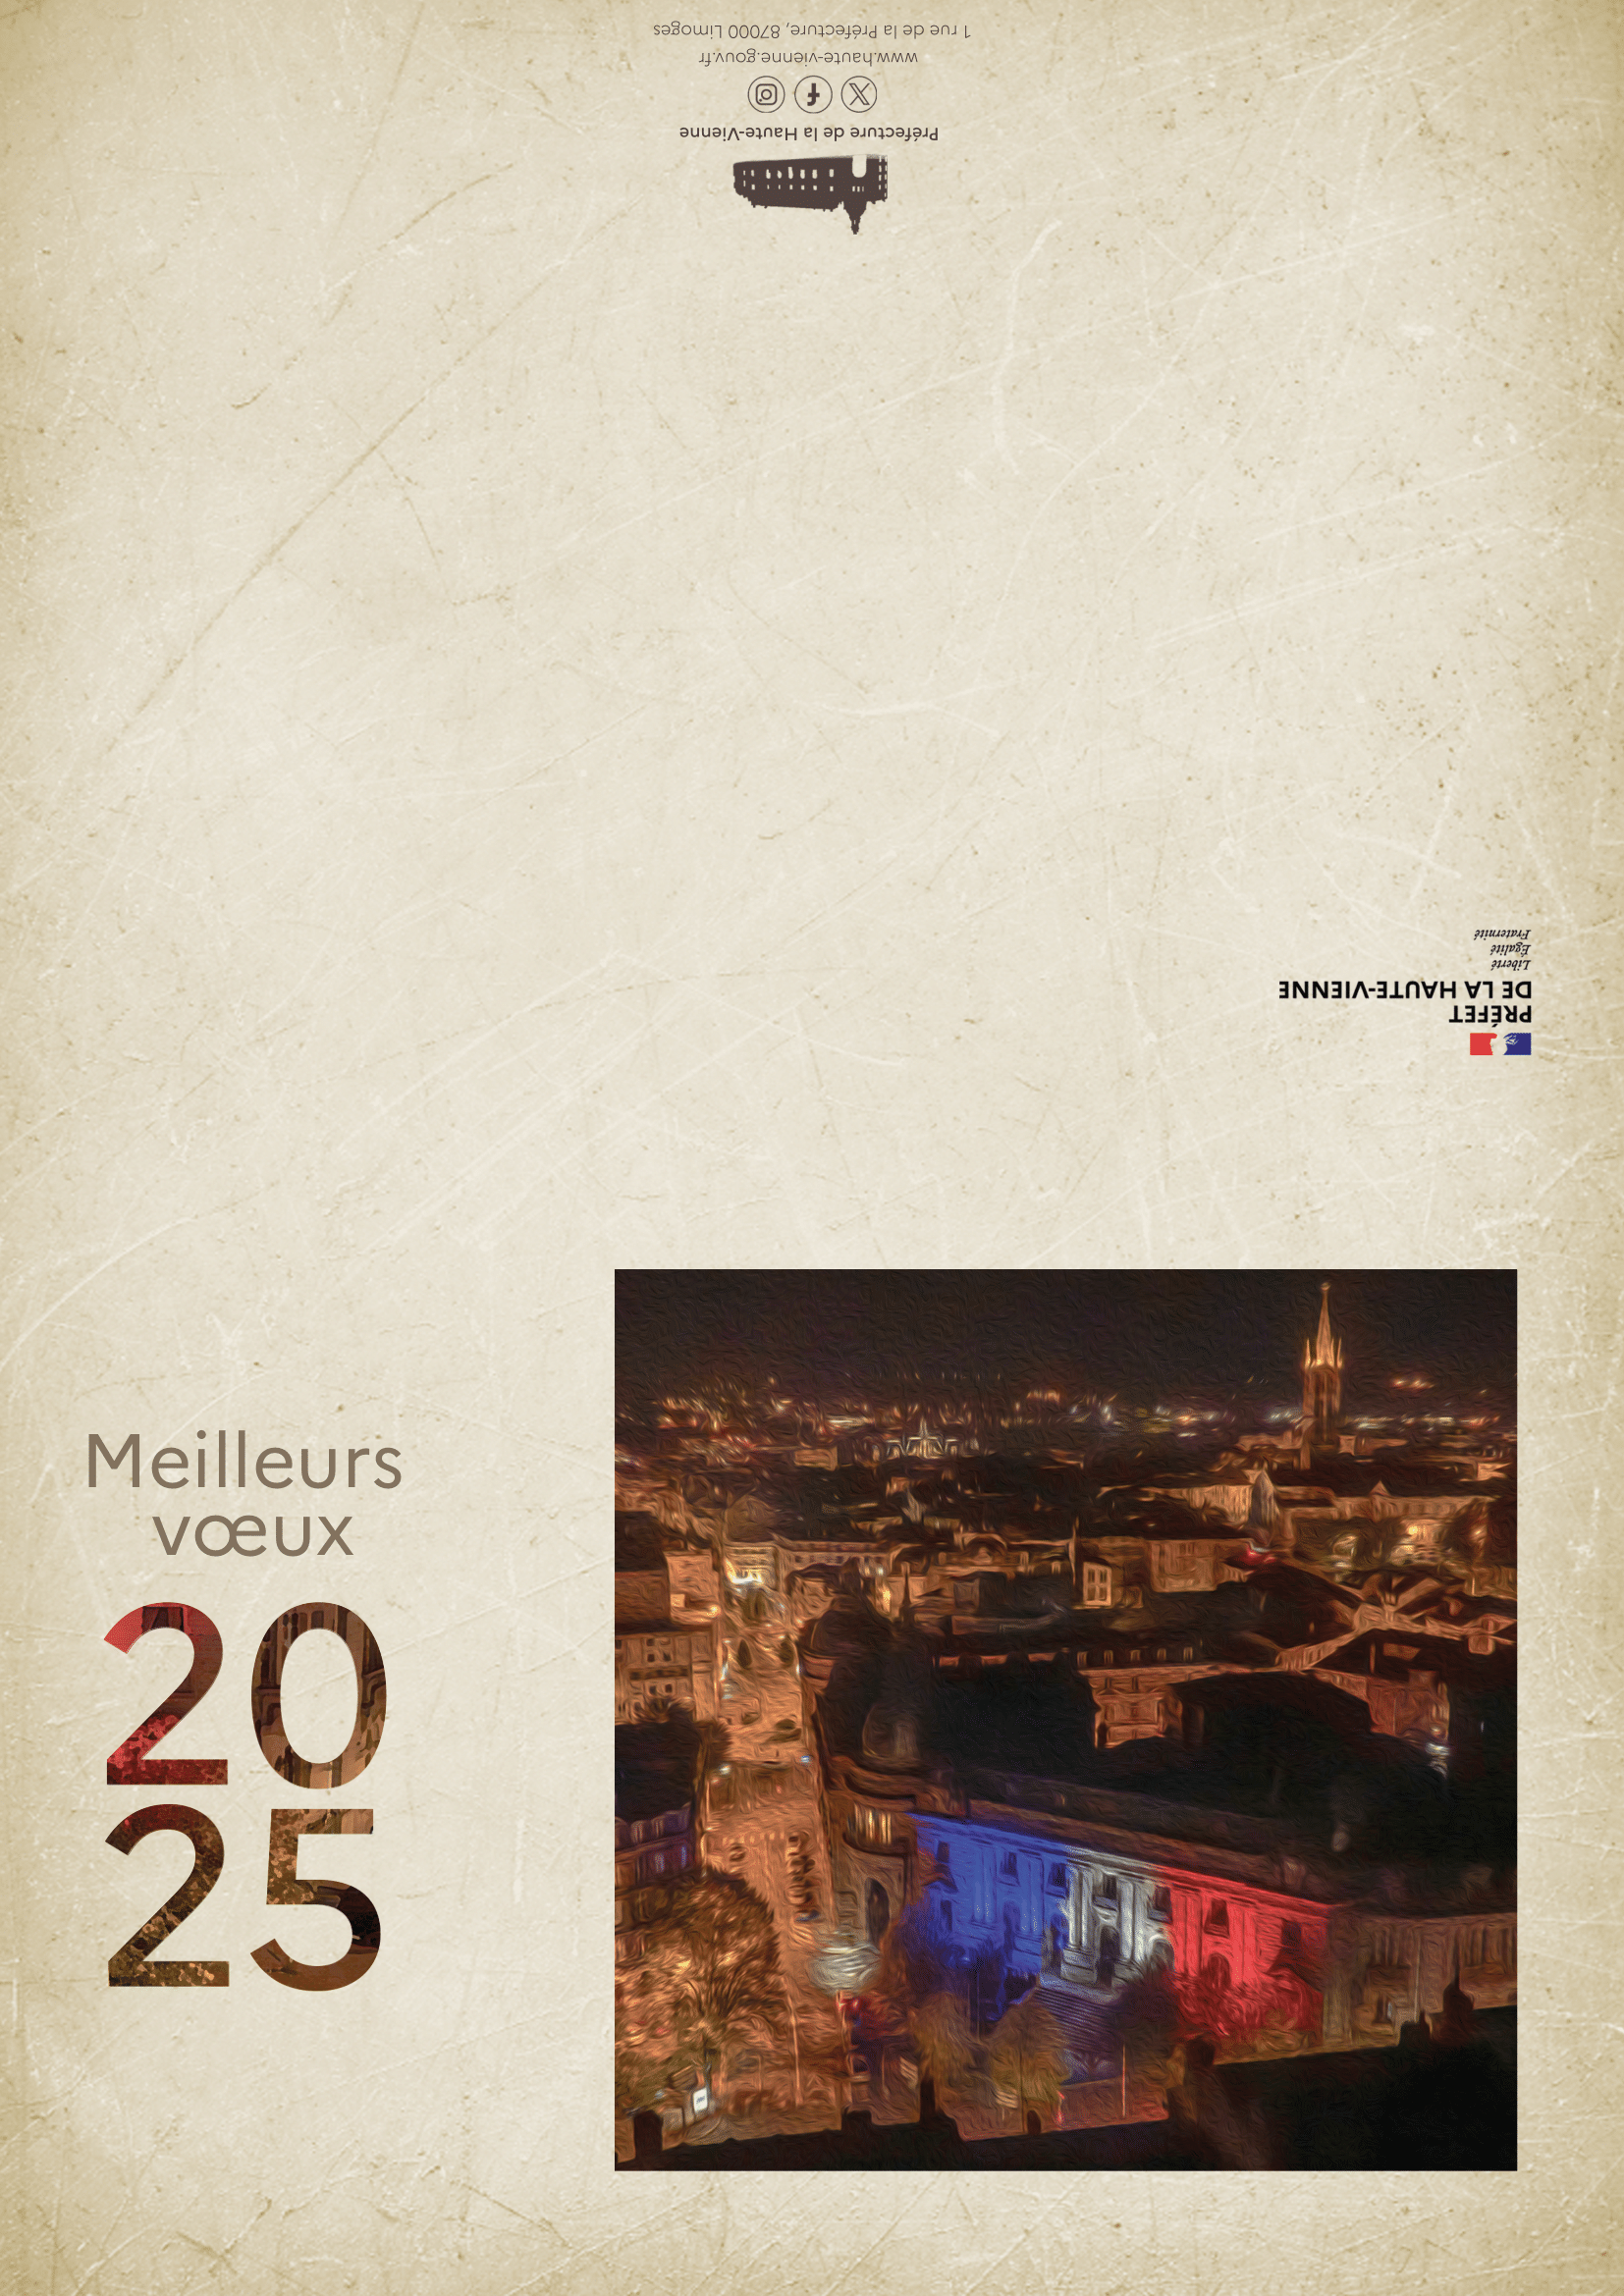 1 rue de la Préfecture, 87000 Limoges
www.haute-vienne.gouv.fr
Préfecture de la Haute-Vienne
PRÉFET
DE LA HAUTE-VIENNE
Liberté
Égalité
Fraternité
Meilleurs
vœux
20
25